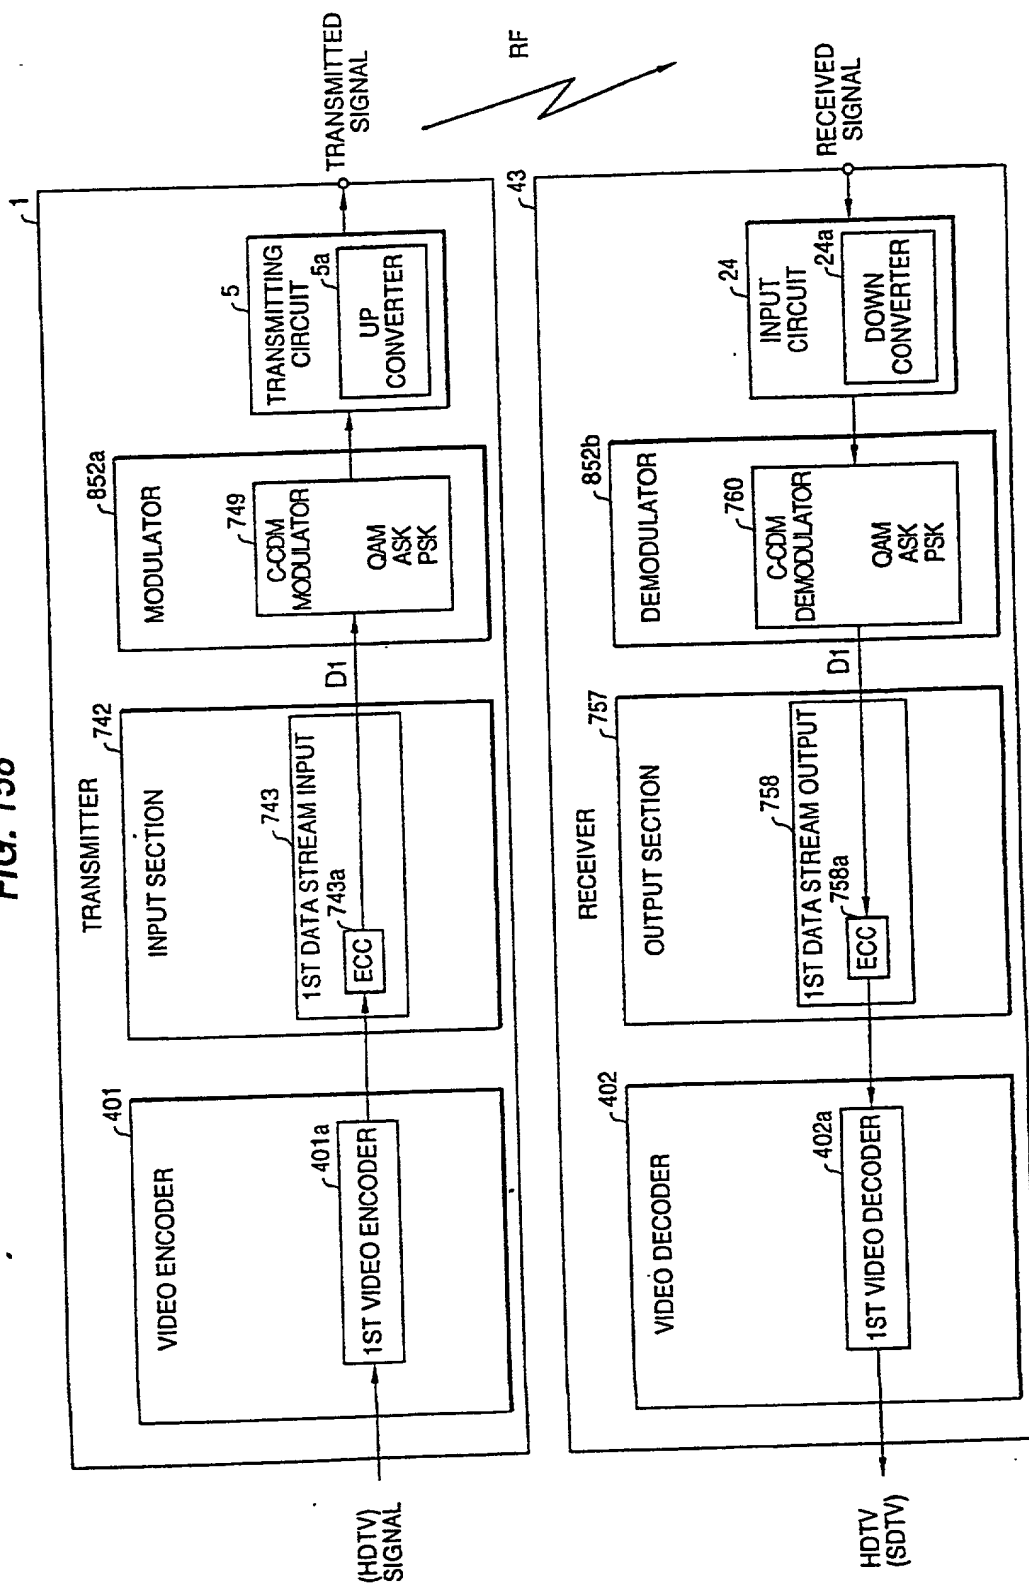 FIG.
TRANSMITTER
1
VIDEO ENCODER
401
1ST VIDEO ENCODER
401a
(HDTV)
SIGNAL
INPUT SECTION
742
1ST DATA STREAM INPUT
743
743a
ECC
D1
MODULATOR
852a
C-CDM
MODULATOR
749
QAM
ASK
PSK
5
TRANSMITTING
CIRCUIT
5a
UP
CONVERTER
TRANSMITTED
SIGNAL
RF
RECEIVER
43
VIDEO DECODER
402
1ST VIDEO DECODER
402a
HDTV
(SDTV)
OUTPUT SECTION
757
1ST DATA STREAM OUTPUT
758
758a
ECC
D1
DEMODULATOR
852b
C-CDM
DEMODULATOR
760
QAM
ASK
PSK
24
INPUT
CIRCUIT
24a
DOWN
CONVERTER
RECEIVED
SIGNAL